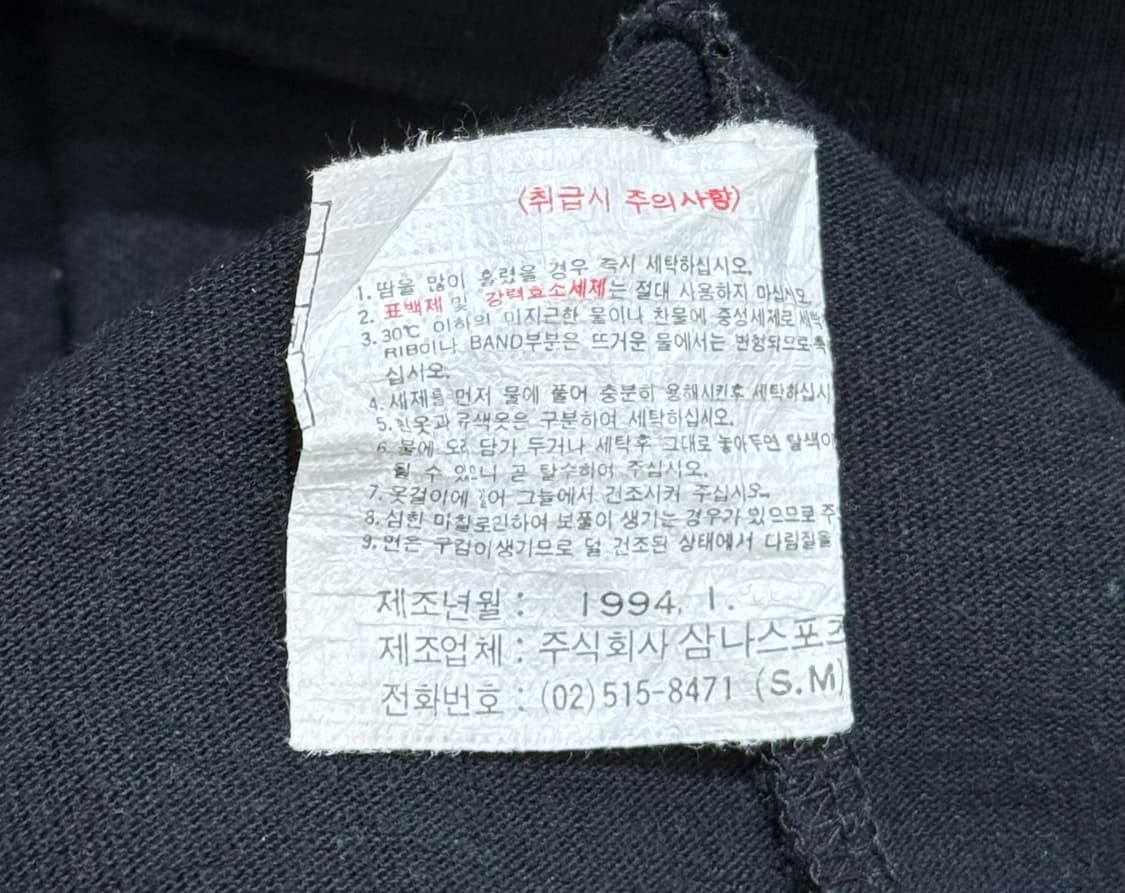 (취급시 주의사항)
1. 땀을 많이 흘렸을 경우 즉시 세탁하십시오.
2. 표백제 및 강력효소세제는 절대 사용하지 마십시오
3. 30℃ 이하의 미지근한 물이나 찬물에 중성세제로
RIB이나 BAND부분은 뜨거운 물에서는 변형되므로
십시오.
4. 세제를 먼저 물에 풀어 충분히 용해시킨후 세탁하십시
5. 흰옷과 유색옷은 구분하여 세탁하십시오.
6. 물에 담가 두거나 세탁후 그대로 놓아두면 탈색이
될 수 있으니 곧 탈수하여 주십시오.
7. 옷걸이에 걸어 그늘에서 건조시켜 주십시오.
8. 심한 마찰로인하여 보풀이 생기는 경우가 있으므로 주
9. 면은 구김이생기므로 덜 건조된 상태에서 다림질을
제조년월 : 1994. 1.
제조업체 : 주식회사 삼나스포츠
전화번호 : (02)515-8471 (S.M)